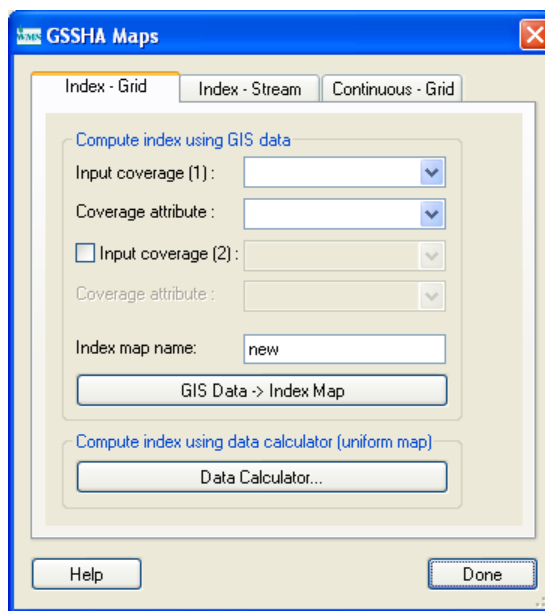 WMS GSSHA Maps
Index - Grid Index - Stream Continuous - Grid
Compute index using GIS data
Input coverage (1) :
Coverage attribute :
Input coverage (2) :
Coverage attribute :
Index map name: new
GIS Data -> Index Map
Compute index using data calculator (uniform map)
Data Calculator...
Help Done